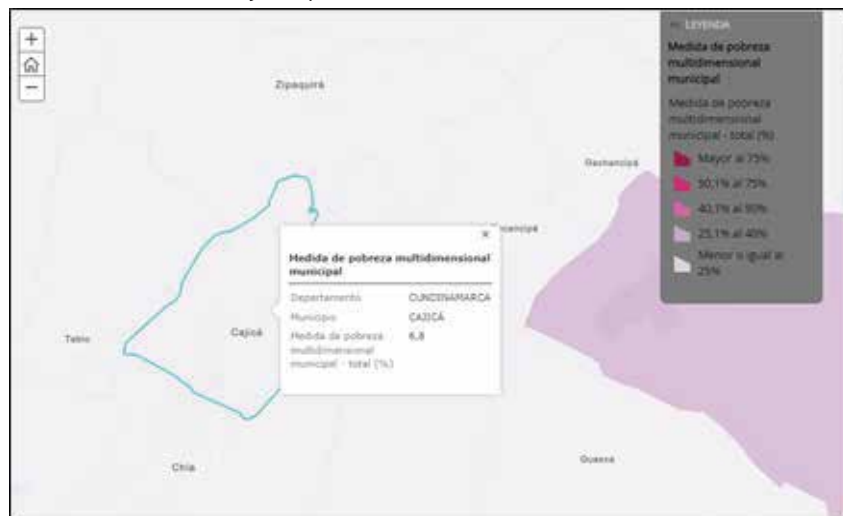 +
−
Zipaquirá
LEYENDA
Medida de pobreza
multidimensional
municipal
Medida de pobreza
multidimensional
municipal - total (%)
Mayor al 75%
50,1% al 75%
40,1% al 50%
25,1% al 40%
Menor o igual al
25%
Gachancipá
Medida de pobreza multidimensional
municipal
Departamento CUNDINAMARCA
Municipio CAJICÁ
Medida de pobreza 6,8
multidimensional
municipal - total (%)
Tabio
Cajicá
Chía
Guasca